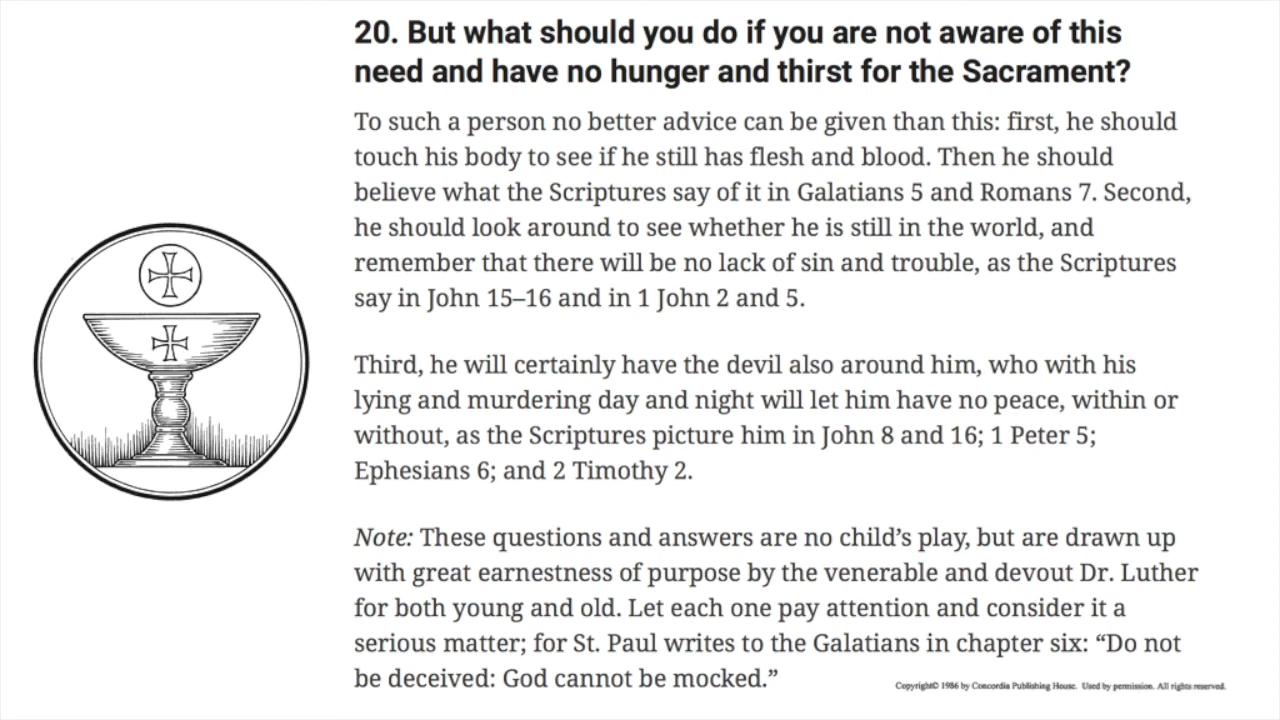 20. But what should you do if you are not aware of this
need and have no hunger and thirst for the Sacrament?
To such a person no better advice can be given than this: first, he should
touch his body to see if he still has flesh and blood. Then he should
believe what the Scriptures say of it in Galatians 5 and Romans 7. Second,
he should look around to see whether he is still in the world, and
remember that there will be no lack of sin and trouble, as the Scriptures
say in John 15–16 and in 1 John 2 and 5.
Third, he will certainly have the devil also around him, who with his
lying and murdering day and night will let him have no peace, within or
without, as the Scriptures picture him in John 8 and 16; 1 Peter 5;
Ephesians 6; and 2 Timothy 2.
Note: These questions and answers are no child’s play, but are drawn up
with great earnestness of purpose by the venerable and devout Dr. Luther
for both young and old. Let each one pay attention and consider it a
serious matter; for St. Paul writes to the Galatians in chapter six: “Do not
be deceived: God cannot be mocked.”
Copyright© 1986 by Concordia Publishing House. Used by permission. All rights reserved.